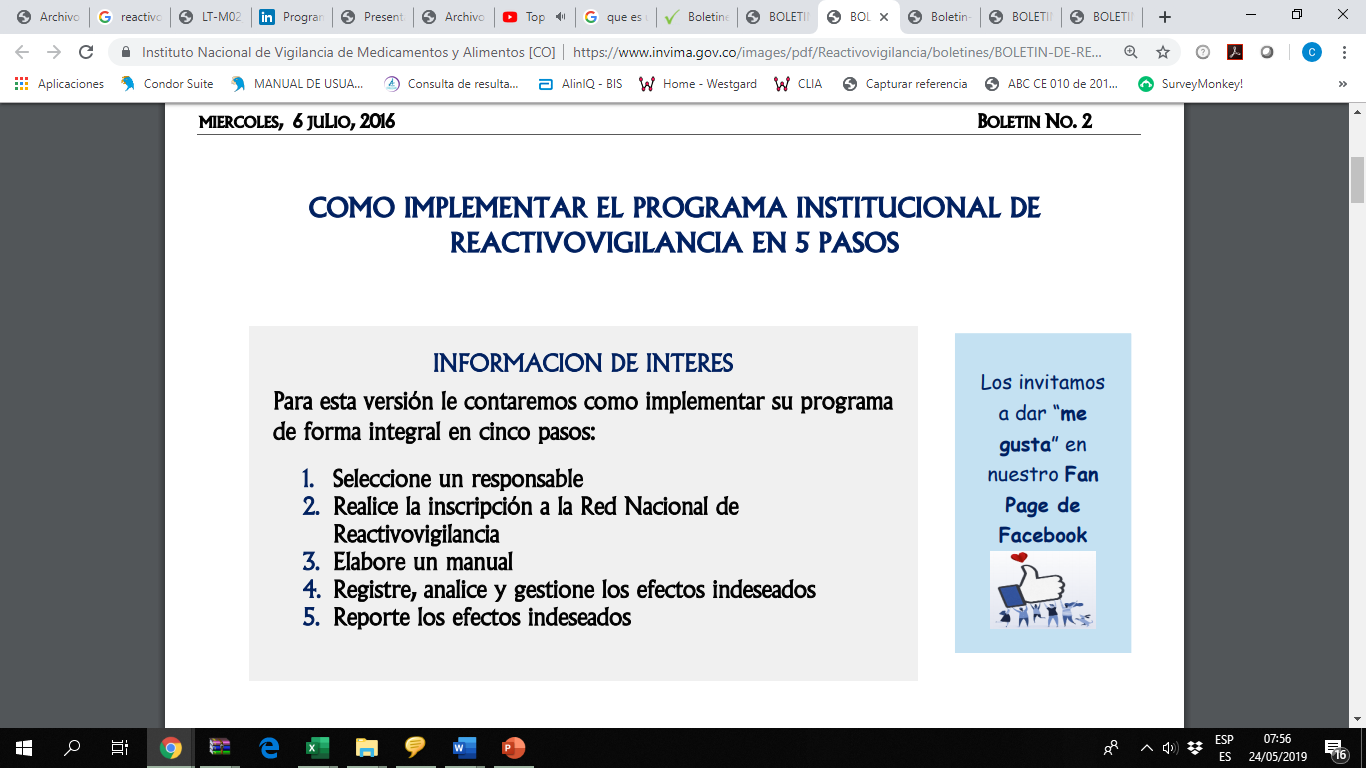 Archivo
reactivo
LT-M02
Program
Present
Archivo
Top
que es
Boletine
BOLETIN
BOL
Boletin-
BOLETIN
BOLETIN
Instituto Nacional de Vigilancia de Medicamentos y Alimentos [CO]
https://www.invima.gov.co/images/pdf/Reactivovigilancia/boletines/BOLETIN-DE-RE...
C
Aplicaciones
Condor Suite
MANUAL DE USUA...
Consulta de resulta...
AlinIQ - BIS
Home - Westgard
CLIA
Capturar referencia
ABC CE 010 de 201...
SurveyMonkey!
»
MIERCOLES, 6 JULIO, 2016
BOLETIN NO. 2
COMO IMPLEMENTAR EL PROGRAMA INSTITUCIONAL DE
REACTIVOVIGILANCIA EN 5 PASOS
INFORMACION DE INTERES
Para esta versión le contaremos como implementar su programa
de forma integral en cinco pasos:
1. Seleccione un responsable
2. Realice la inscripción a la Red Nacional de
Reactivovigilancia
3. Elabore un manual
4. Registre, analice y gestione los efectos indeseados
5. Reporte los efectos indeseados
Los invitamos
a dar “me
gusta” en
nuestro Fan
Page de
Facebook
ESP
ES
07:56
24/05/2019
16